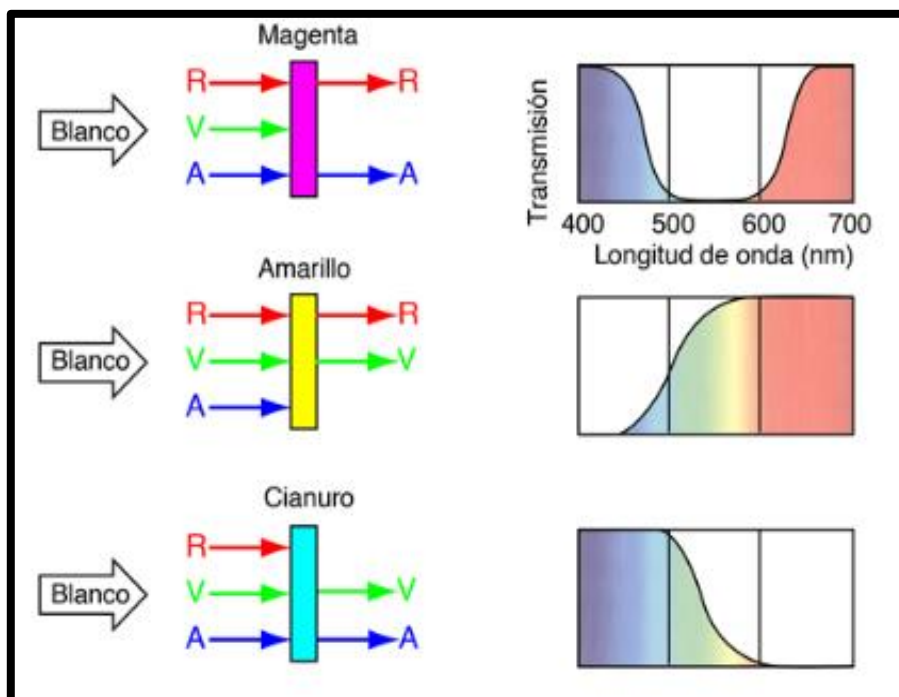 Magenta
R R
Blanco
V
A A
Transmisión
400 500 600 700
Longitud de onda (nm)
Amarillo
R R
Blanco
V V
A
Cianuro
R
Blanco
V V
A A